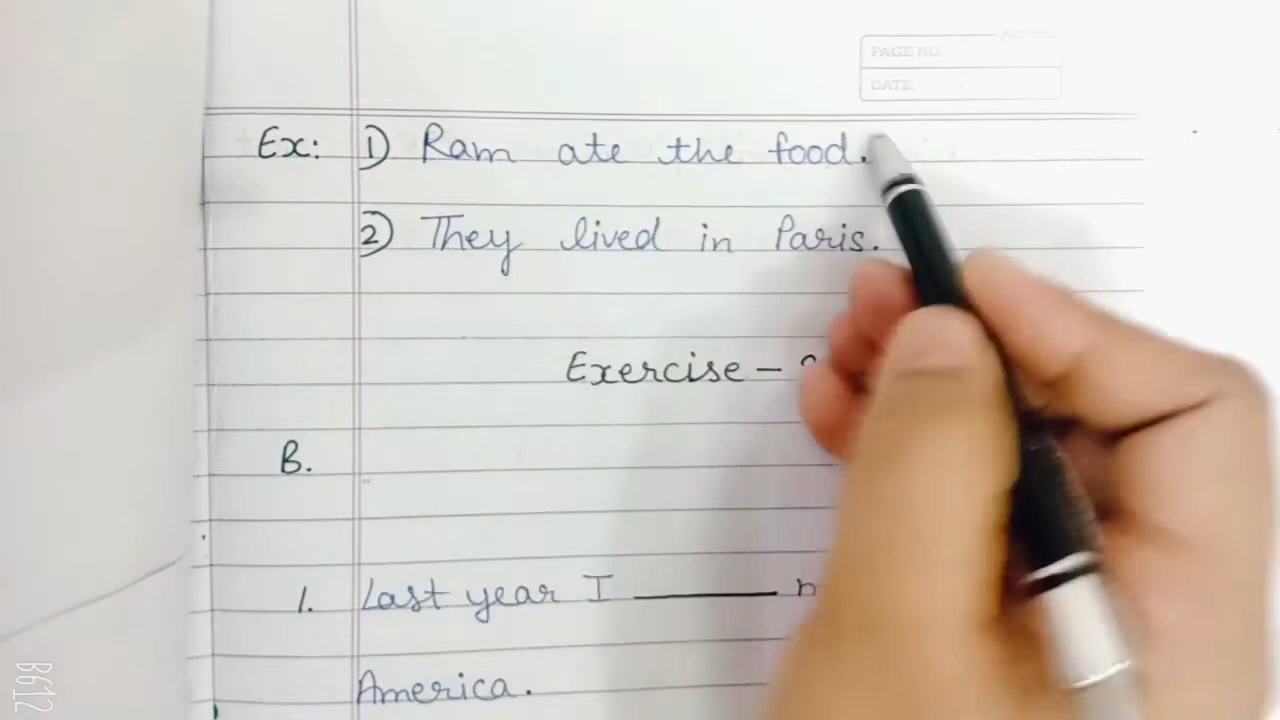 PAGE NO
DATE
Ex: 1) Ram ate the food.
2) They lived in Paris.
Exercise -
B.
1. Last year I ______
America.
B612